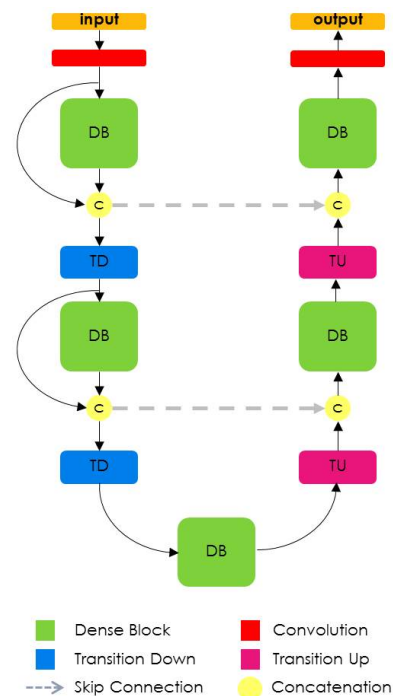 input output
DB DB
c c
TD TU
DB DB
c c
TD TU
DB
Dense Block Convolution
Transition Down Transition Up
Skip Connection Concatenation